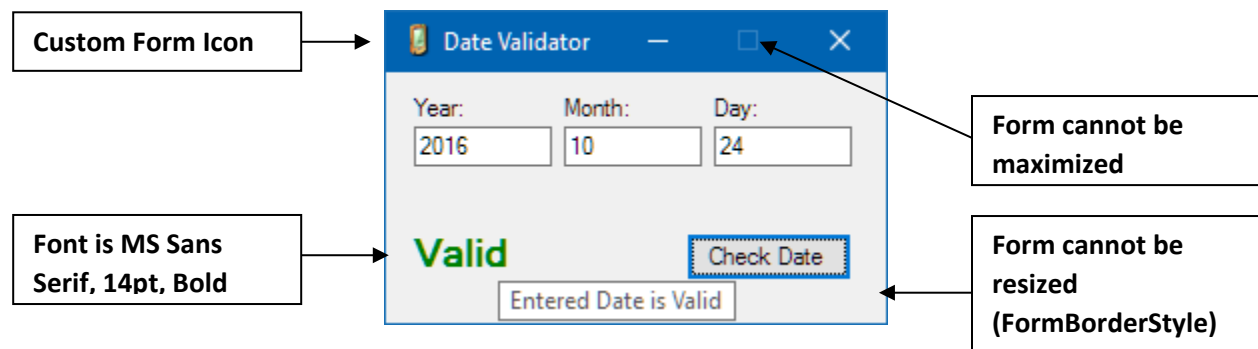 Custom Form Icon
Date Validator
Year: Month: Day:
2016 10 24
Form cannot be
maximized
Font is MS Sans
Serif, 14pt, Bold
Valid
Check Date
Entered Date is Valid
Form cannot be
resized
(FormBorderStyle)